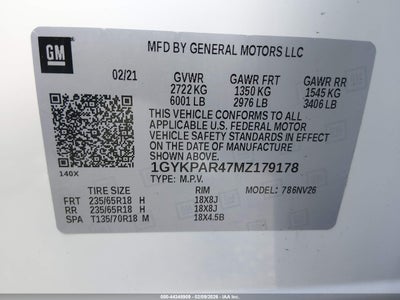 GM
MFD BY GENERAL MOTORS LLC
02/21 GVWR GAWR FRT GAWR RR
2722 KG 1350 KG 1545 KG
6001 LB 2976 LB 3406 LB
THIS VEHICLE CONFORMS TO ALL APPLICABLE
U.S. FEDERAL MOTOR
VEHICLE SAFETY STANDARDS IN EFFECT ON
THE DATE OF MANUFACTURE SHOWN ABOVE.
1GYKPAR47MZ179178
140X TYPE: M.P.V.
TIRE SIZE RIM MODEL: 786NV26
FRT 235/65R18 H 18X8J
RR 235/65R18 H 18X8J
SPA T135/70R18 M 18X4.5B